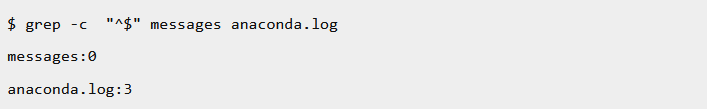 $ grep -c  "^$" messages anaconda.log
messages:0
anaconda.log:3